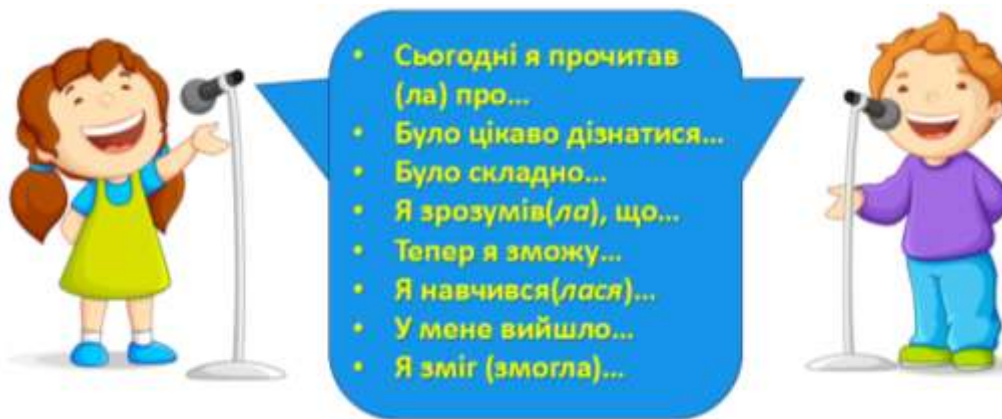 • Сьогодні я прочитав
(ла) про...
• Було цікаво дізнатися...
• Було складно...
• Я зрозумів(ла), що...
• Тепер я зможу...
• Я навчився(лася)...
• У мене вийшло...
• Я зміг (змогла)...